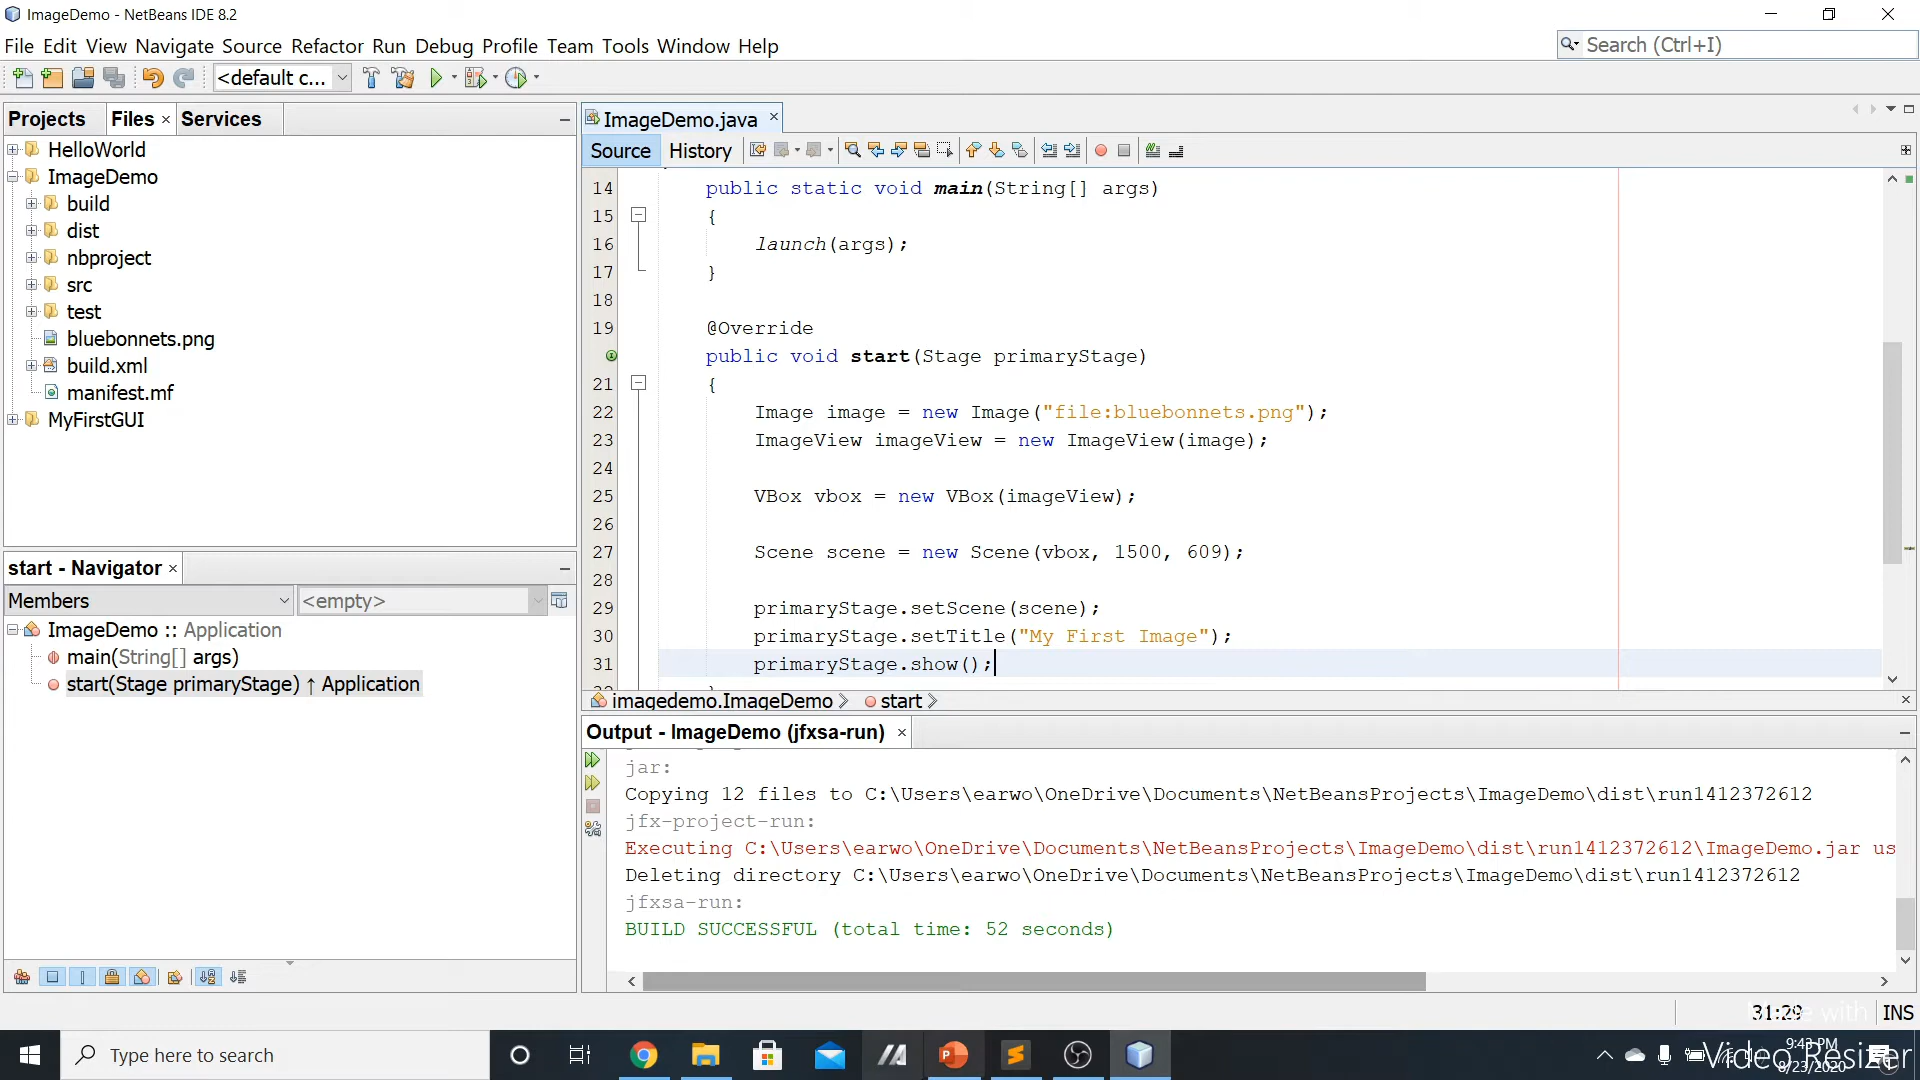 ImageDemo - NetBeans IDE 8.2
File Edit View Navigate Source Refactor Run Debug Profile Team Tools Window Help
Search (Ctrl+I)
<default c...
Projects Files Services
HelloWorld
ImageDemo
build
dist
nbproject
src
test
bluebonnets.png
build.xml
manifest.mf
MyFirstGUI
start - Navigator
Members <empty>
ImageDemo :: Application
main(String[] args)
start(Stage primaryStage) ↑ Application
ImageDemo.java
Source History
14 public static void main(String[] args)
15 {
16 launch(args);
17 }
18
19 @Override
public void start(Stage primaryStage)
21 {
22 Image image = new Image("file:bluebonnets.png");
23 ImageView imageView = new ImageView(image);
24
25 VBox vbox = new VBox(imageView);
26
27 Scene scene = new Scene(vbox, 1500, 609);
28
29 primaryStage.setScene(scene);
30 primaryStage.setTitle("My First Image");
31 primaryStage.show();
imagedemo.ImageDemo start
Output - ImageDemo (jfxsa-run)
jar:
Copying 12 files to C:\Users\earwo\OneDrive\Documents\NetBeansProjects\ImageDemo\dist\run1412372612
jfx-project-run:
Executing C:\Users\earwo\OneDrive\Documents\NetBeansProjects\ImageDemo\dist\run1412372612\ImageDemo.jar us
Deleting directory C:\Users\earwo\OneDrive\Documents\NetBeansProjects\ImageDemo\dist\run1412372612
jfxsa-run:
BUILD SUCCESSFUL (total time: 52 seconds)
31:29 INS
Type here to search
9:43 PM
8/23/2020
Video Resizer